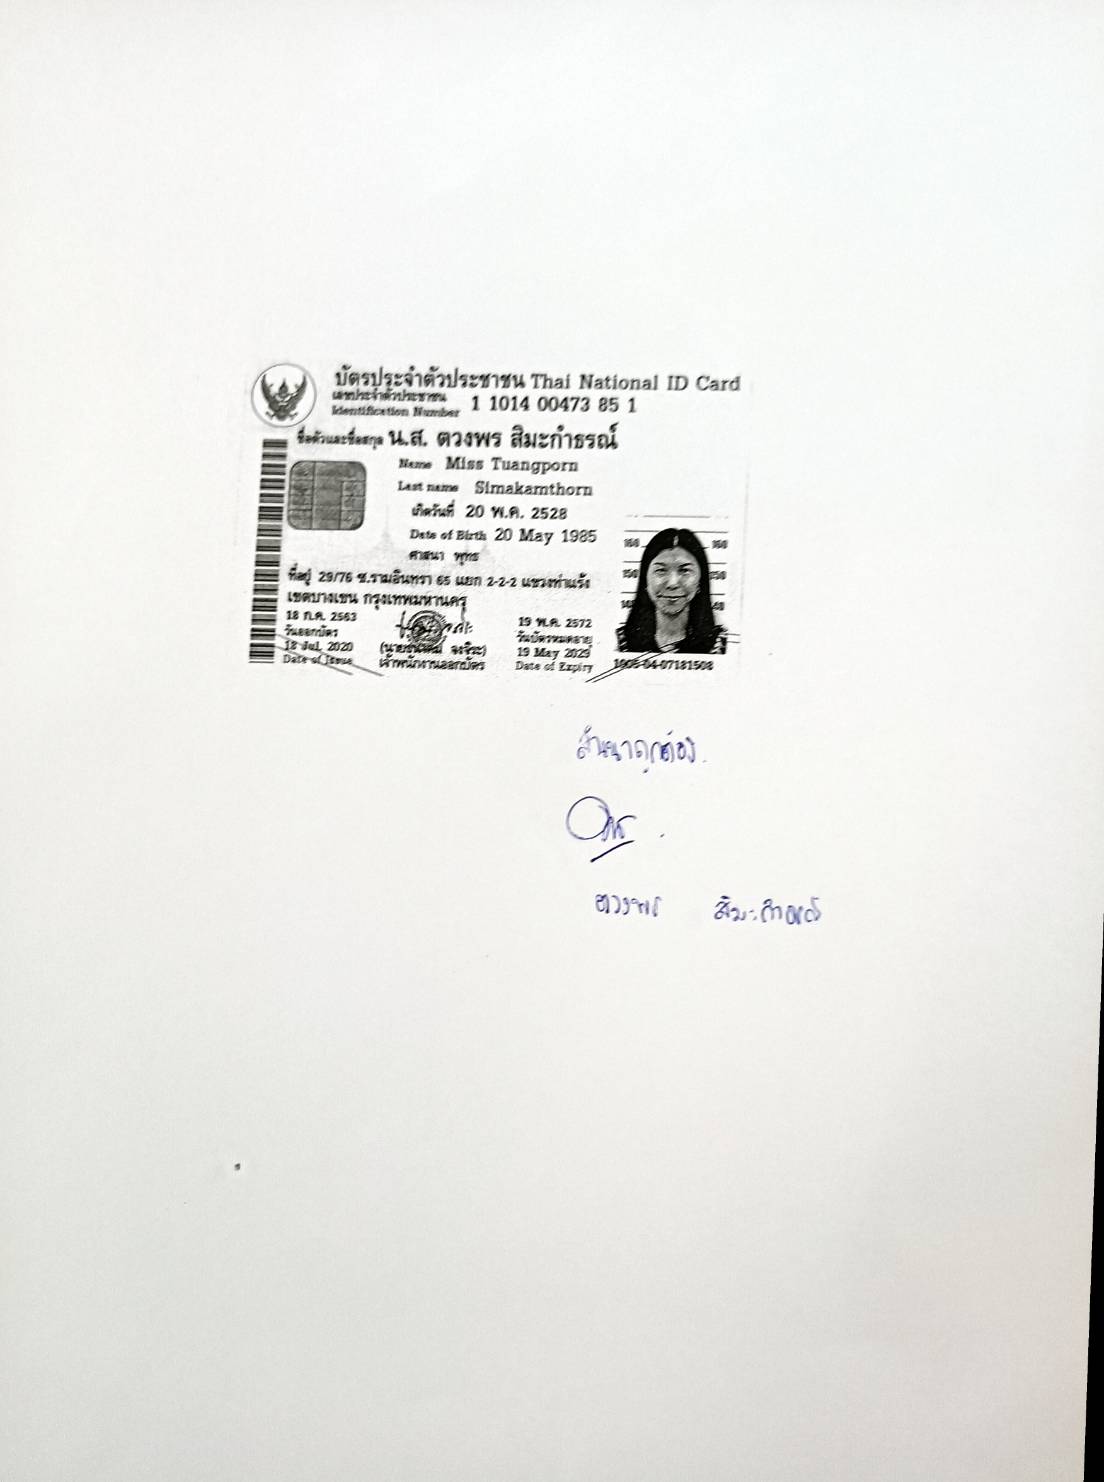 บัตรประจำตัวประชาชน Thai National ID Card
เลขประจำตัวประชาชน
Identification Number 1 1014 00473 85 1
ชื่อตัวและชื่อสกุล น.ส. ตวงพร สิมะกำธรณ์
Name Miss Tuangporn
Last name Simakamthorn
เกิดวันที่ 20 พ.ค. 2528
Date of Birth 20 May 1985
ศาสนา พุทธ
ที่อยู่ 29/76 ซ.รามอินทรา 65 แยก 2-2-2 แขวงท่าแร้ง
เขตบางเขน กรุงเทพมหานคร
18 ก.ค. 2563
วันออกบัตร
18 Jul. 2020
Date of Issue
เจ้าพนักงานออกบัตร
19 พ.ค. 2572
วันบัตรหมดอายุ
19 May 2029
Date of Expiry
160 160
150 150
1005-04-07181508
สำเนาถูกต้อง
ตวงพร สิมะกำธรณ์